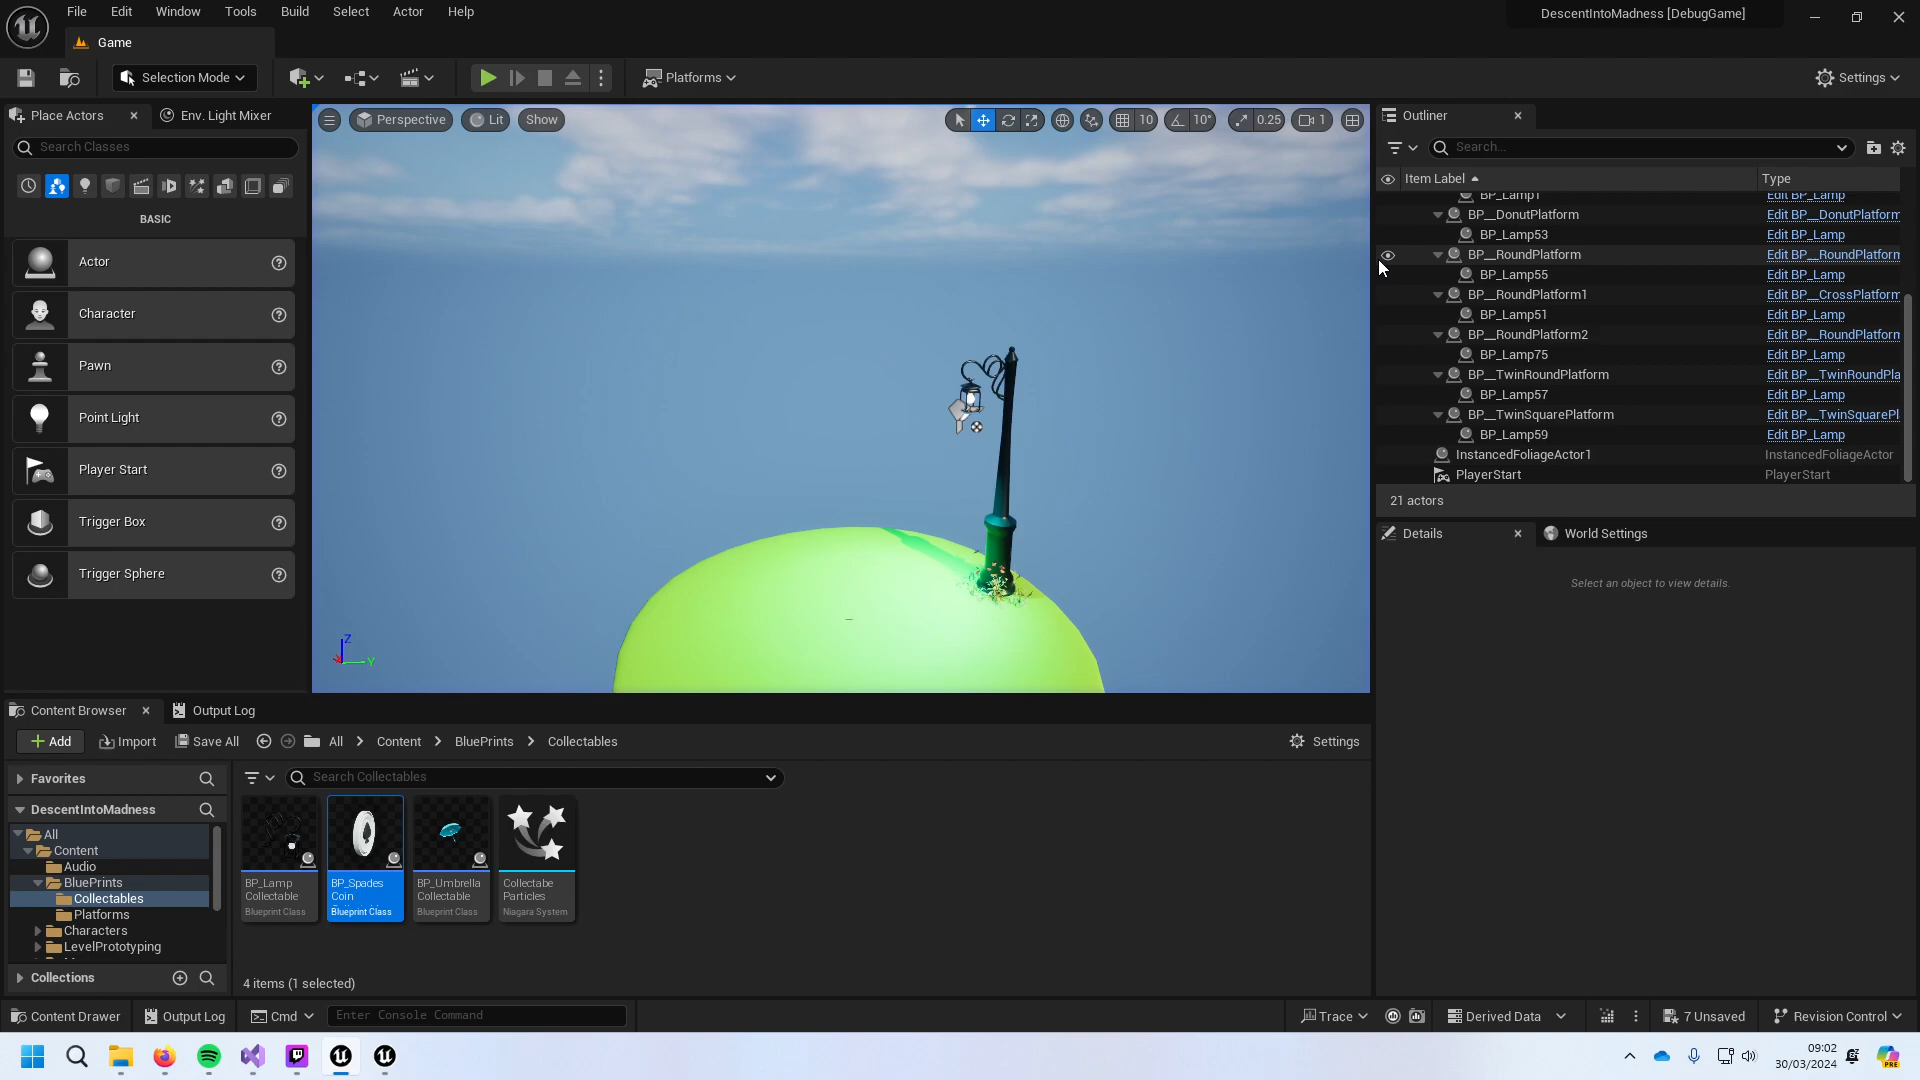 File Edit Window Tools Build Select Actor Help
DescentIntoMadness [DebugGame]
Game
Selection Mode
Platforms
Settings
Place Actors
Env. Light Mixer
Search Classes
BASIC
Actor
Character
Pawn
Point Light
Player Start
Trigger Box
Trigger Sphere
Perspective
Lit
Show
10
10°
0.25
1
Z
Y
Outliner
Search...
Item Label
Type
BP_Lamp1 Edit BP_Lamp
BP__DonutPlatform Edit BP__DonutPlatform
BP_Lamp53 Edit BP_Lamp
BP__RoundPlatform Edit BP__RoundPlatform
BP_Lamp55 Edit BP_Lamp
BP__RoundPlatform1 Edit BP__CrossPlatform
BP_Lamp51 Edit BP_Lamp
BP__RoundPlatform2 Edit BP__RoundPlatform
BP_Lamp75 Edit BP_Lamp
BP__TwinRoundPlatform Edit BP__TwinRoundPla
BP_Lamp57 Edit BP_Lamp
BP__TwinSquarePlatform Edit BP__TwinSquarePl
BP_Lamp59 Edit BP_Lamp
InstancedFoliageActor1 InstancedFoliageActor
PlayerStart PlayerStart
21 actors
Details
World Settings
Select an object to view details.
Content Browser
Output Log
Add
Import
Save All
All
Content
BluePrints
Collectables
Settings
Favorites
DescentIntoMadness
All
Content
Audio
BluePrints
Collectables
Platforms
Characters
LevelPrototyping
Collections
Search Collectables
BP_Lamp
Collectable
Blueprint Class
BP_Spades
Coin
Blueprint Class
BP_Umbrella
Collectable
Blueprint Class
Collectabe
Particles
Niagara System
4 items (1 selected)
Content Drawer
Output Log
Cmd
Enter Console Command
Trace
Derived Data
7 Unsaved
Revision Control
09:02
30/03/2024
PRE